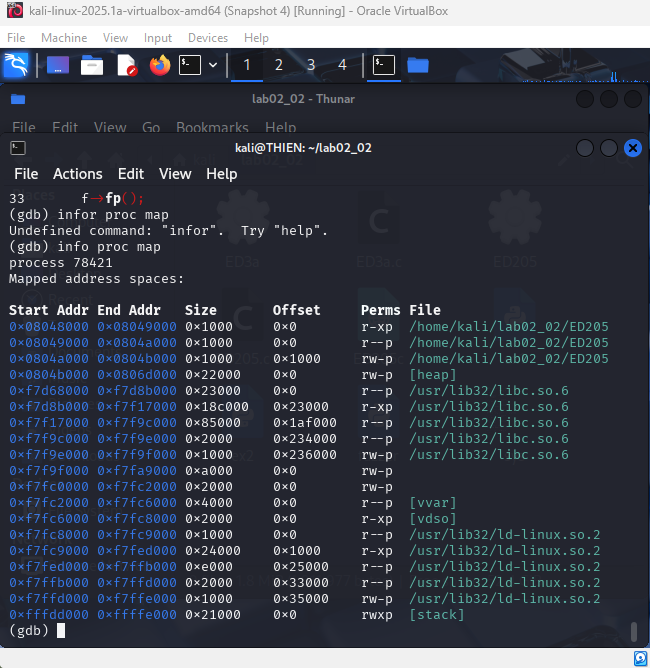 kali-linux-2025.1a-virtualbox-amd64 (Snapshot 4) [Running] - Oracle VirtualBox
File Machine View Input Devices Help
1 2 3 4
lab02_02 - Thunar
File Edit View Go Bookmarks Help
kali@THIEN: ~/lab02_02
File Actions Edit View Help
33 f→fp();
(gdb) infor proc map
Undefined command: "infor". Try "help".
(gdb) info proc map
process 78421
Mapped address spaces:
Start Addr End Addr Size Offset Perms File
0×08048000 0×08049000 0×1000 0×0 r-xp /home/kali/lab02_02/ED205
0×08049000 0×0804a000 0×1000 0×0 r--p /home/kali/lab02_02/ED205
0×0804a000 0×0804b000 0×1000 0×1000 rw-p /home/kali/lab02_02/ED205
0×0804b000 0×0806d000 0×22000 0×0 rw-p [heap]
0×f7d68000 0×f7d8b000 0×23000 0×0 r--p /usr/lib32/libc.so.6
0×f7d8b000 0×f7f17000 0×18c000 0×23000 r-xp /usr/lib32/libc.so.6
0×f7f17000 0×f7f9c000 0×85000 0×1af000 r--p /usr/lib32/libc.so.6
0×f7f9c000 0×f7f9e000 0×2000 0×234000 r--p /usr/lib32/libc.so.6
0×f7f9e000 0×f7f9f000 0×1000 0×236000 rw-p /usr/lib32/libc.so.6
0×f7f9f000 0×f7fa9000 0×a000 0×0 rw-p
0×f7fc0000 0×f7fc2000 0×2000 0×0 rw-p
0×f7fc2000 0×f7fc6000 0×4000 0×0 r--p [vvar]
0×f7fc6000 0×f7fc8000 0×2000 0×0 r-xp [vdso]
0×f7fc8000 0×f7fc9000 0×1000 0×0 r--p /usr/lib32/ld-linux.so.2
0×f7fc9000 0×f7fed000 0×24000 0×1000 r-xp /usr/lib32/ld-linux.so.2
0×f7fed000 0×f7ffb000 0×e000 0×25000 r--p /usr/lib32/ld-linux.so.2
0×f7ffb000 0×f7ffd000 0×2000 0×33000 r--p /usr/lib32/ld-linux.so.2
0×f7ffd000 0×f7ffe000 0×1000 0×35000 rw-p /usr/lib32/ld-linux.so.2
0×fffdd000 0×ffffe000 0×21000 0×0 rwxp [stack]
(gdb)
ED3a ED3a.c ED205